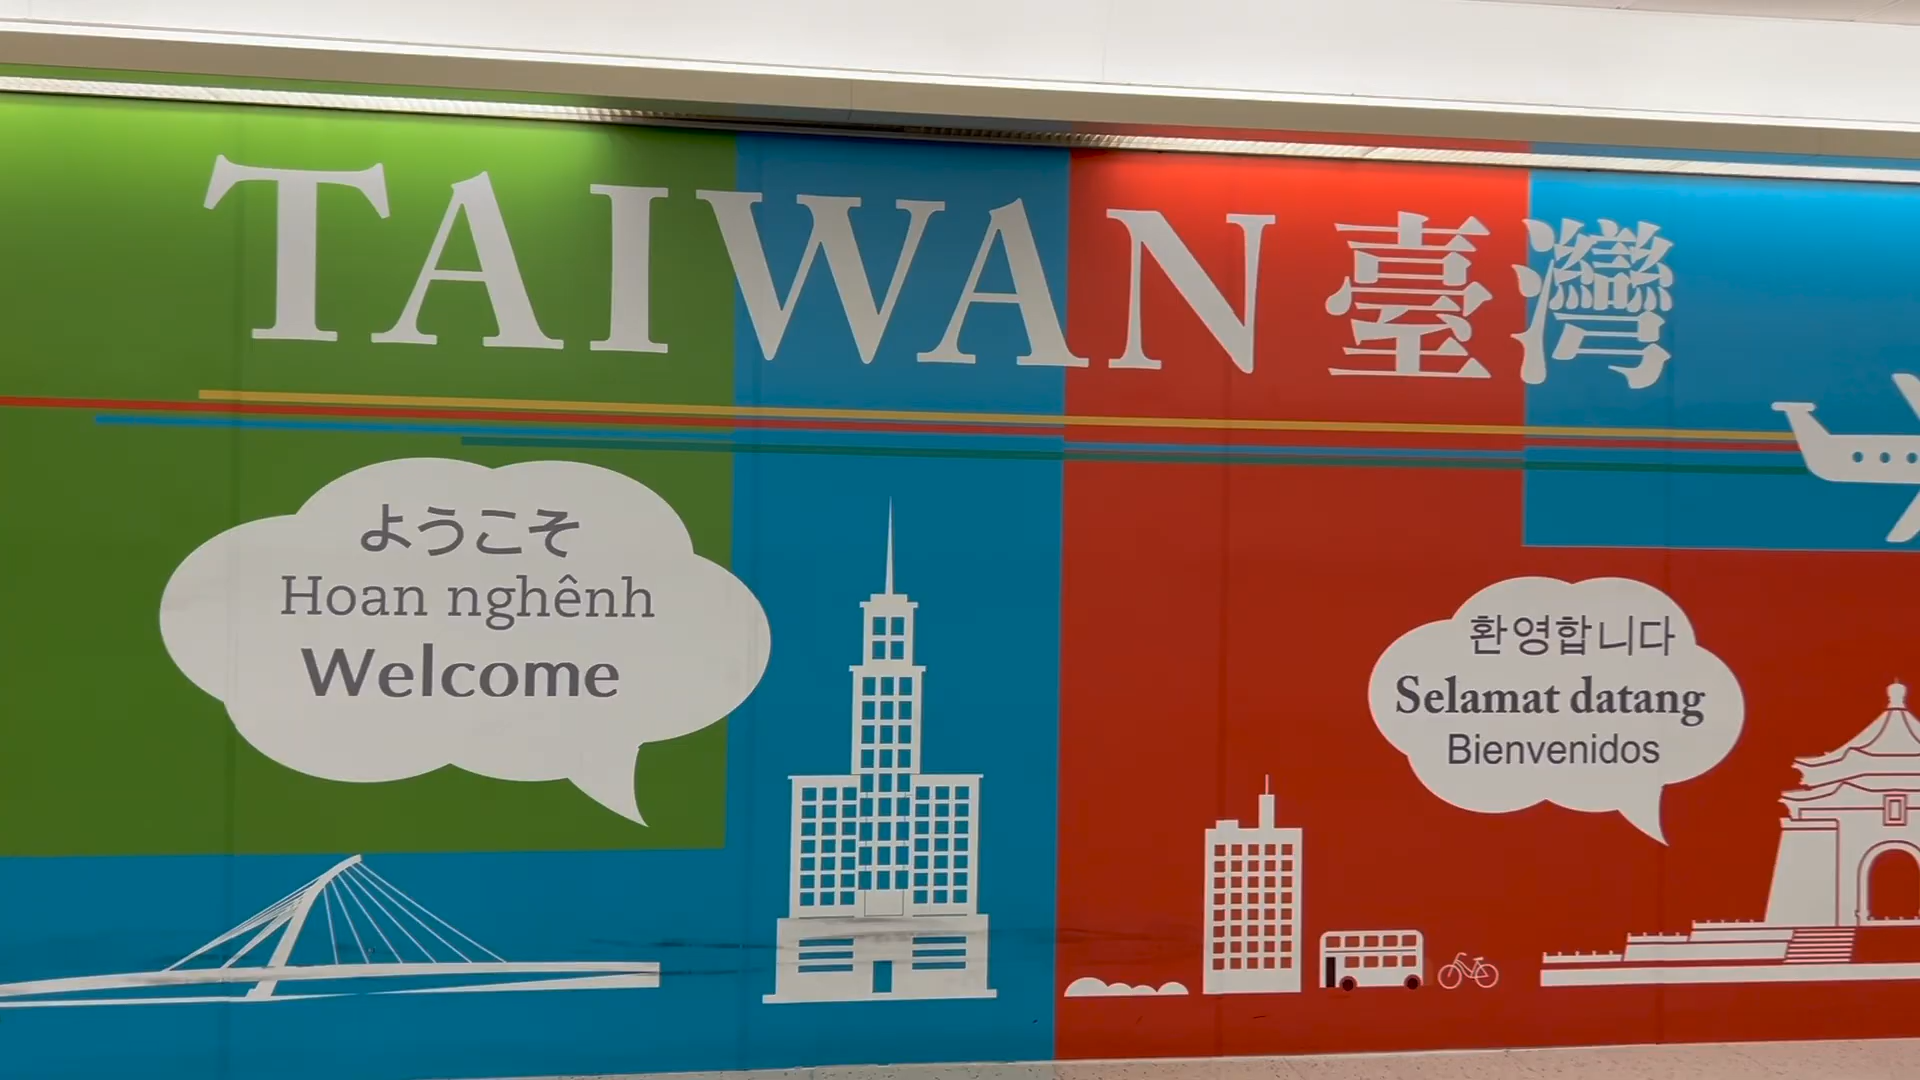 TAIWAN 臺灣
ようこそ
Hoan nghênh
Welcome
환영합니다
Selamat datang
Bienvenidos